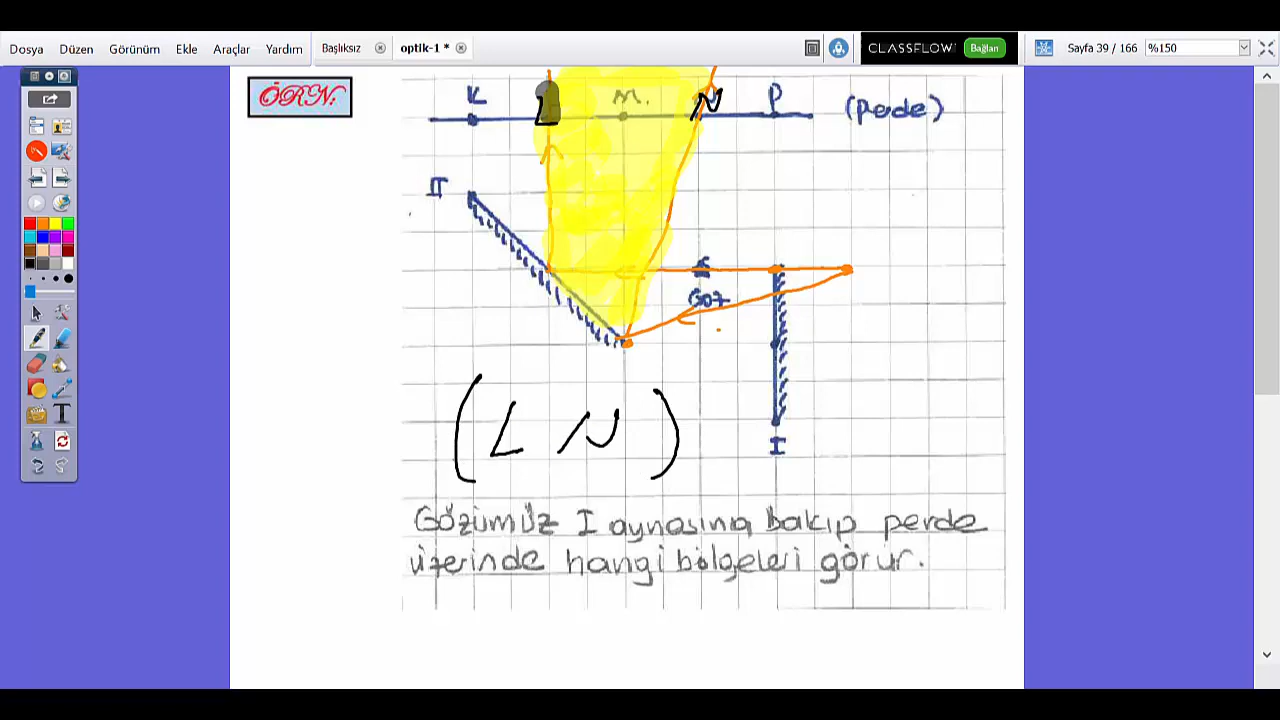 Dosya Düzen Görünüm Ekle Araçlar Yardım Başlıksız optik-1 * CLASSFLOW Bağlan Sayfa 39 / 166 %150
ÖRN:
K L M. N P (perde)
II
Göz
I
(L N)
Gözümüz I aynasına bakıp perde
üzerinde hangi bölgeleri görür.